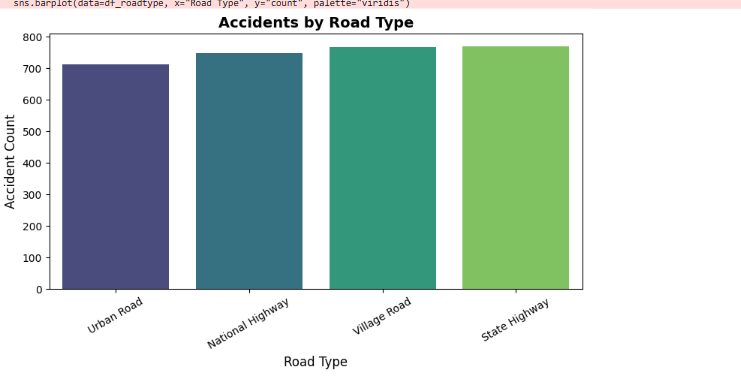 sns.barplot(data=df_roadtype, x="Road Type", y="count", palette="viridis")
Accidents by Road Type
800
700
600
500
400
300
200
100
0
Accident Count
Urban Road
National Highway
Village Road
State Highway
Road Type